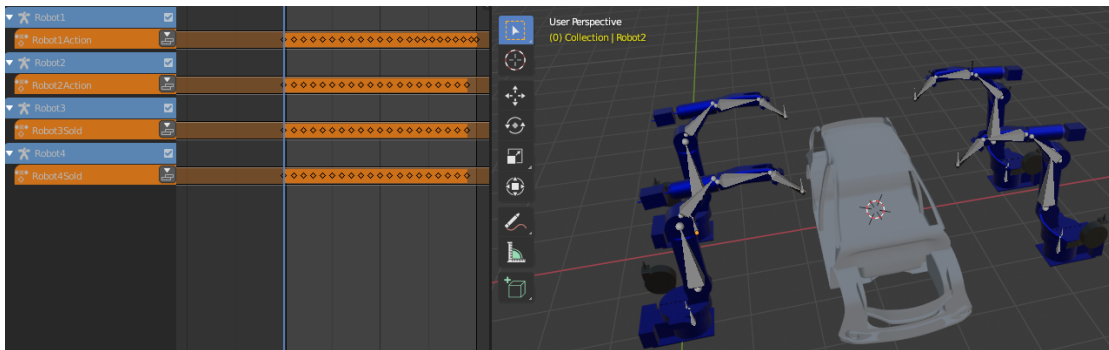 Robot1
Robot1Action
Robot2
Robot2Action
Robot3
Robot3Sold
Robot4
Robot4Sold
User Perspective
(0) Collection | Robot2